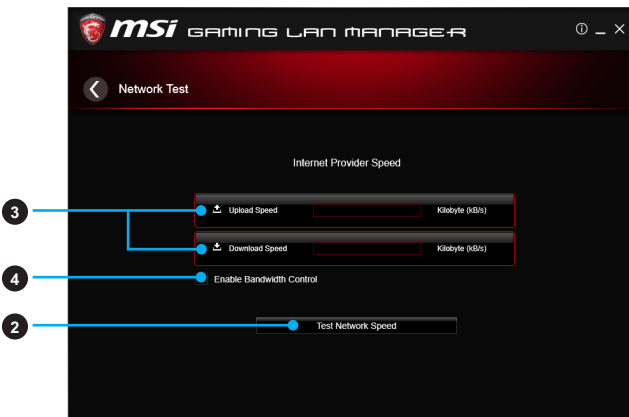 msi GAMING LAN MANAGER
Network Test
Internet Provider Speed
3
Upload Speed Kilobyte (kB/s)
Download Speed Kilobyte (kB/s)
4
Enable Bandwidth Control
2
Test Network Speed